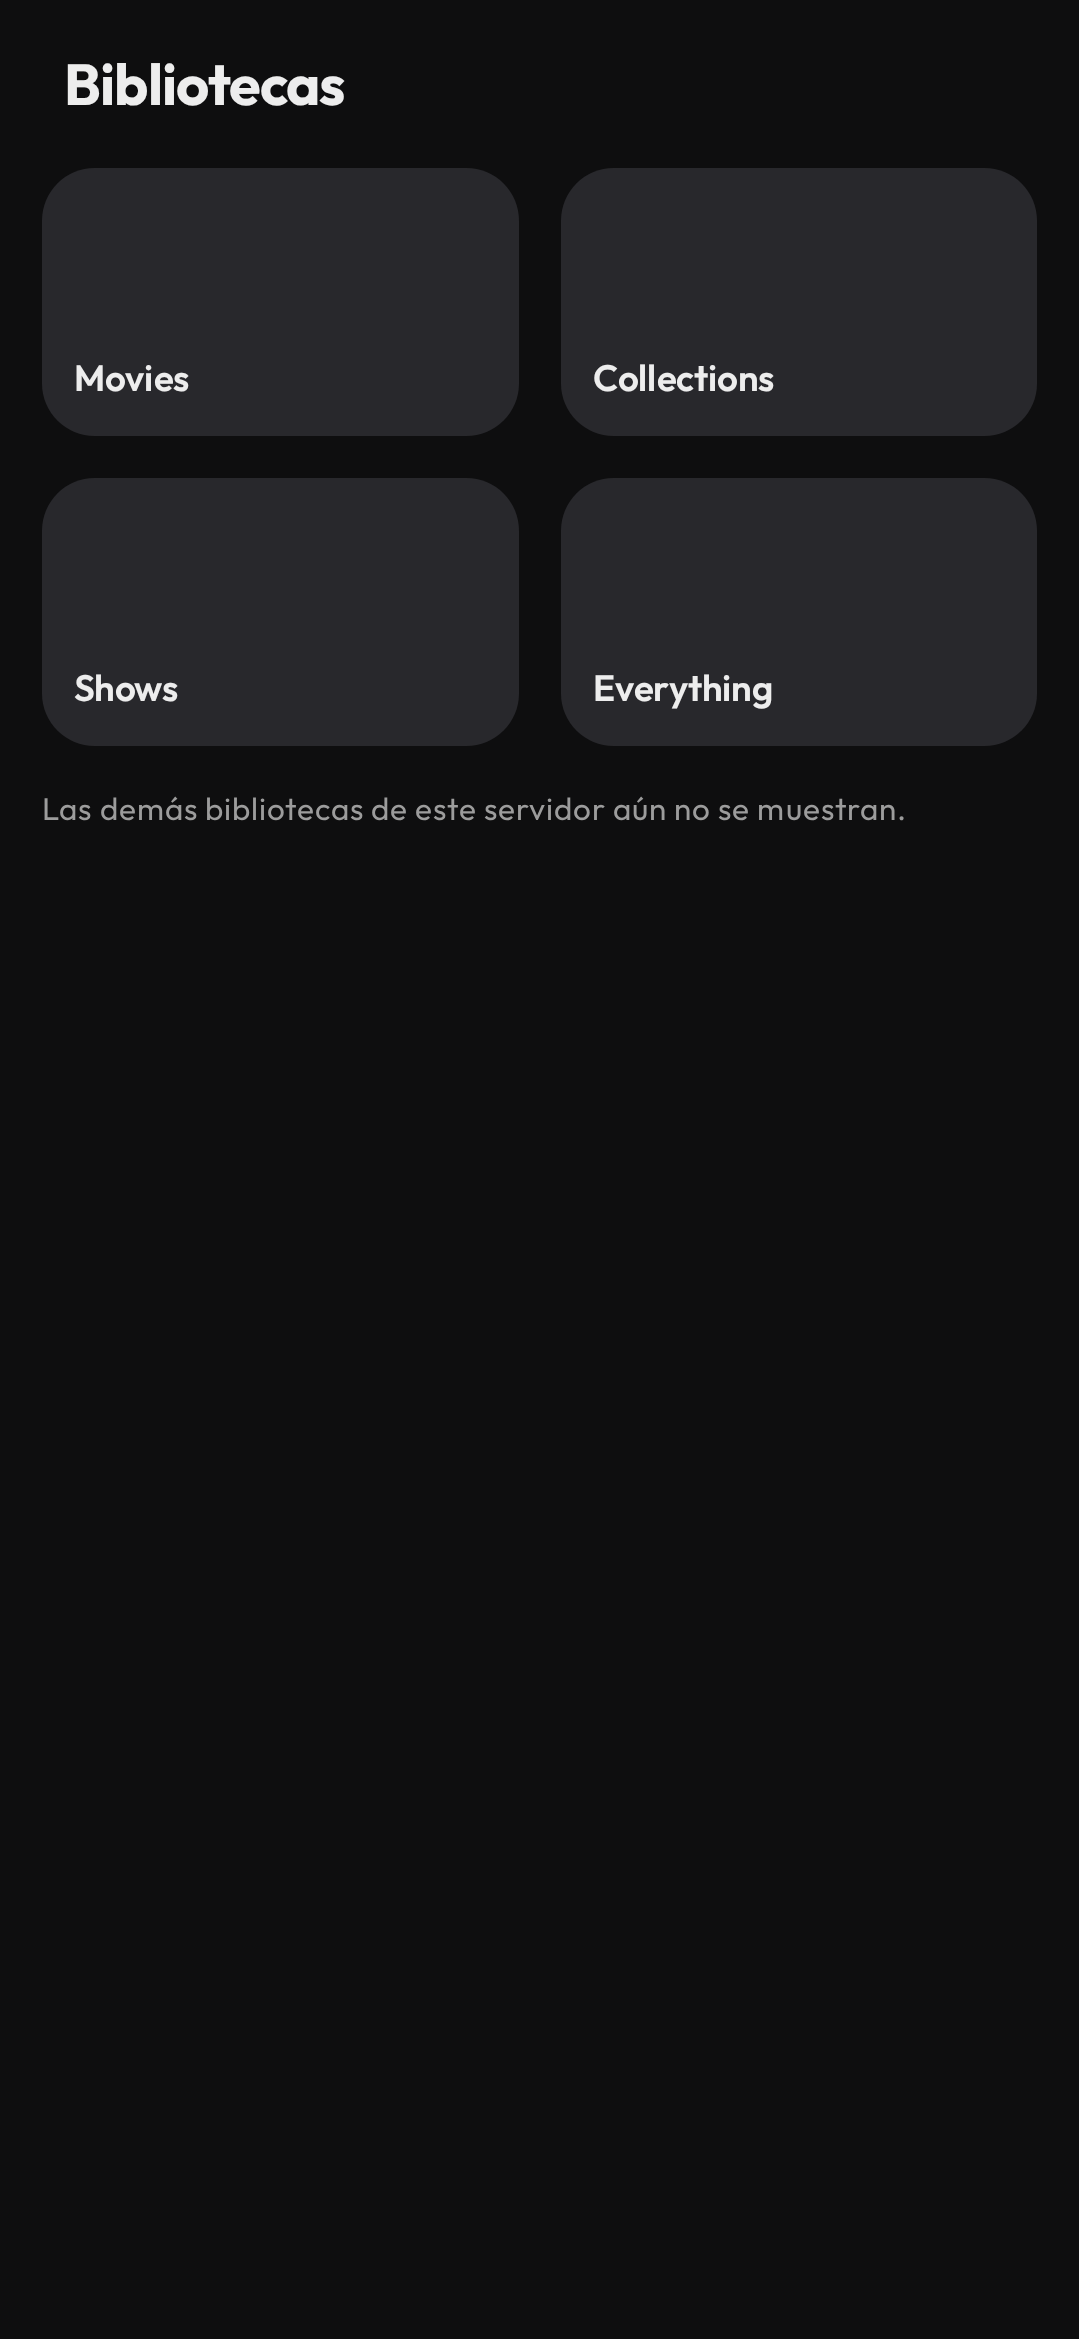 Bibliotecas
Movies
Collections
Shows
Everything
Las demás bibliotecas de este servidor aún no se muestran.